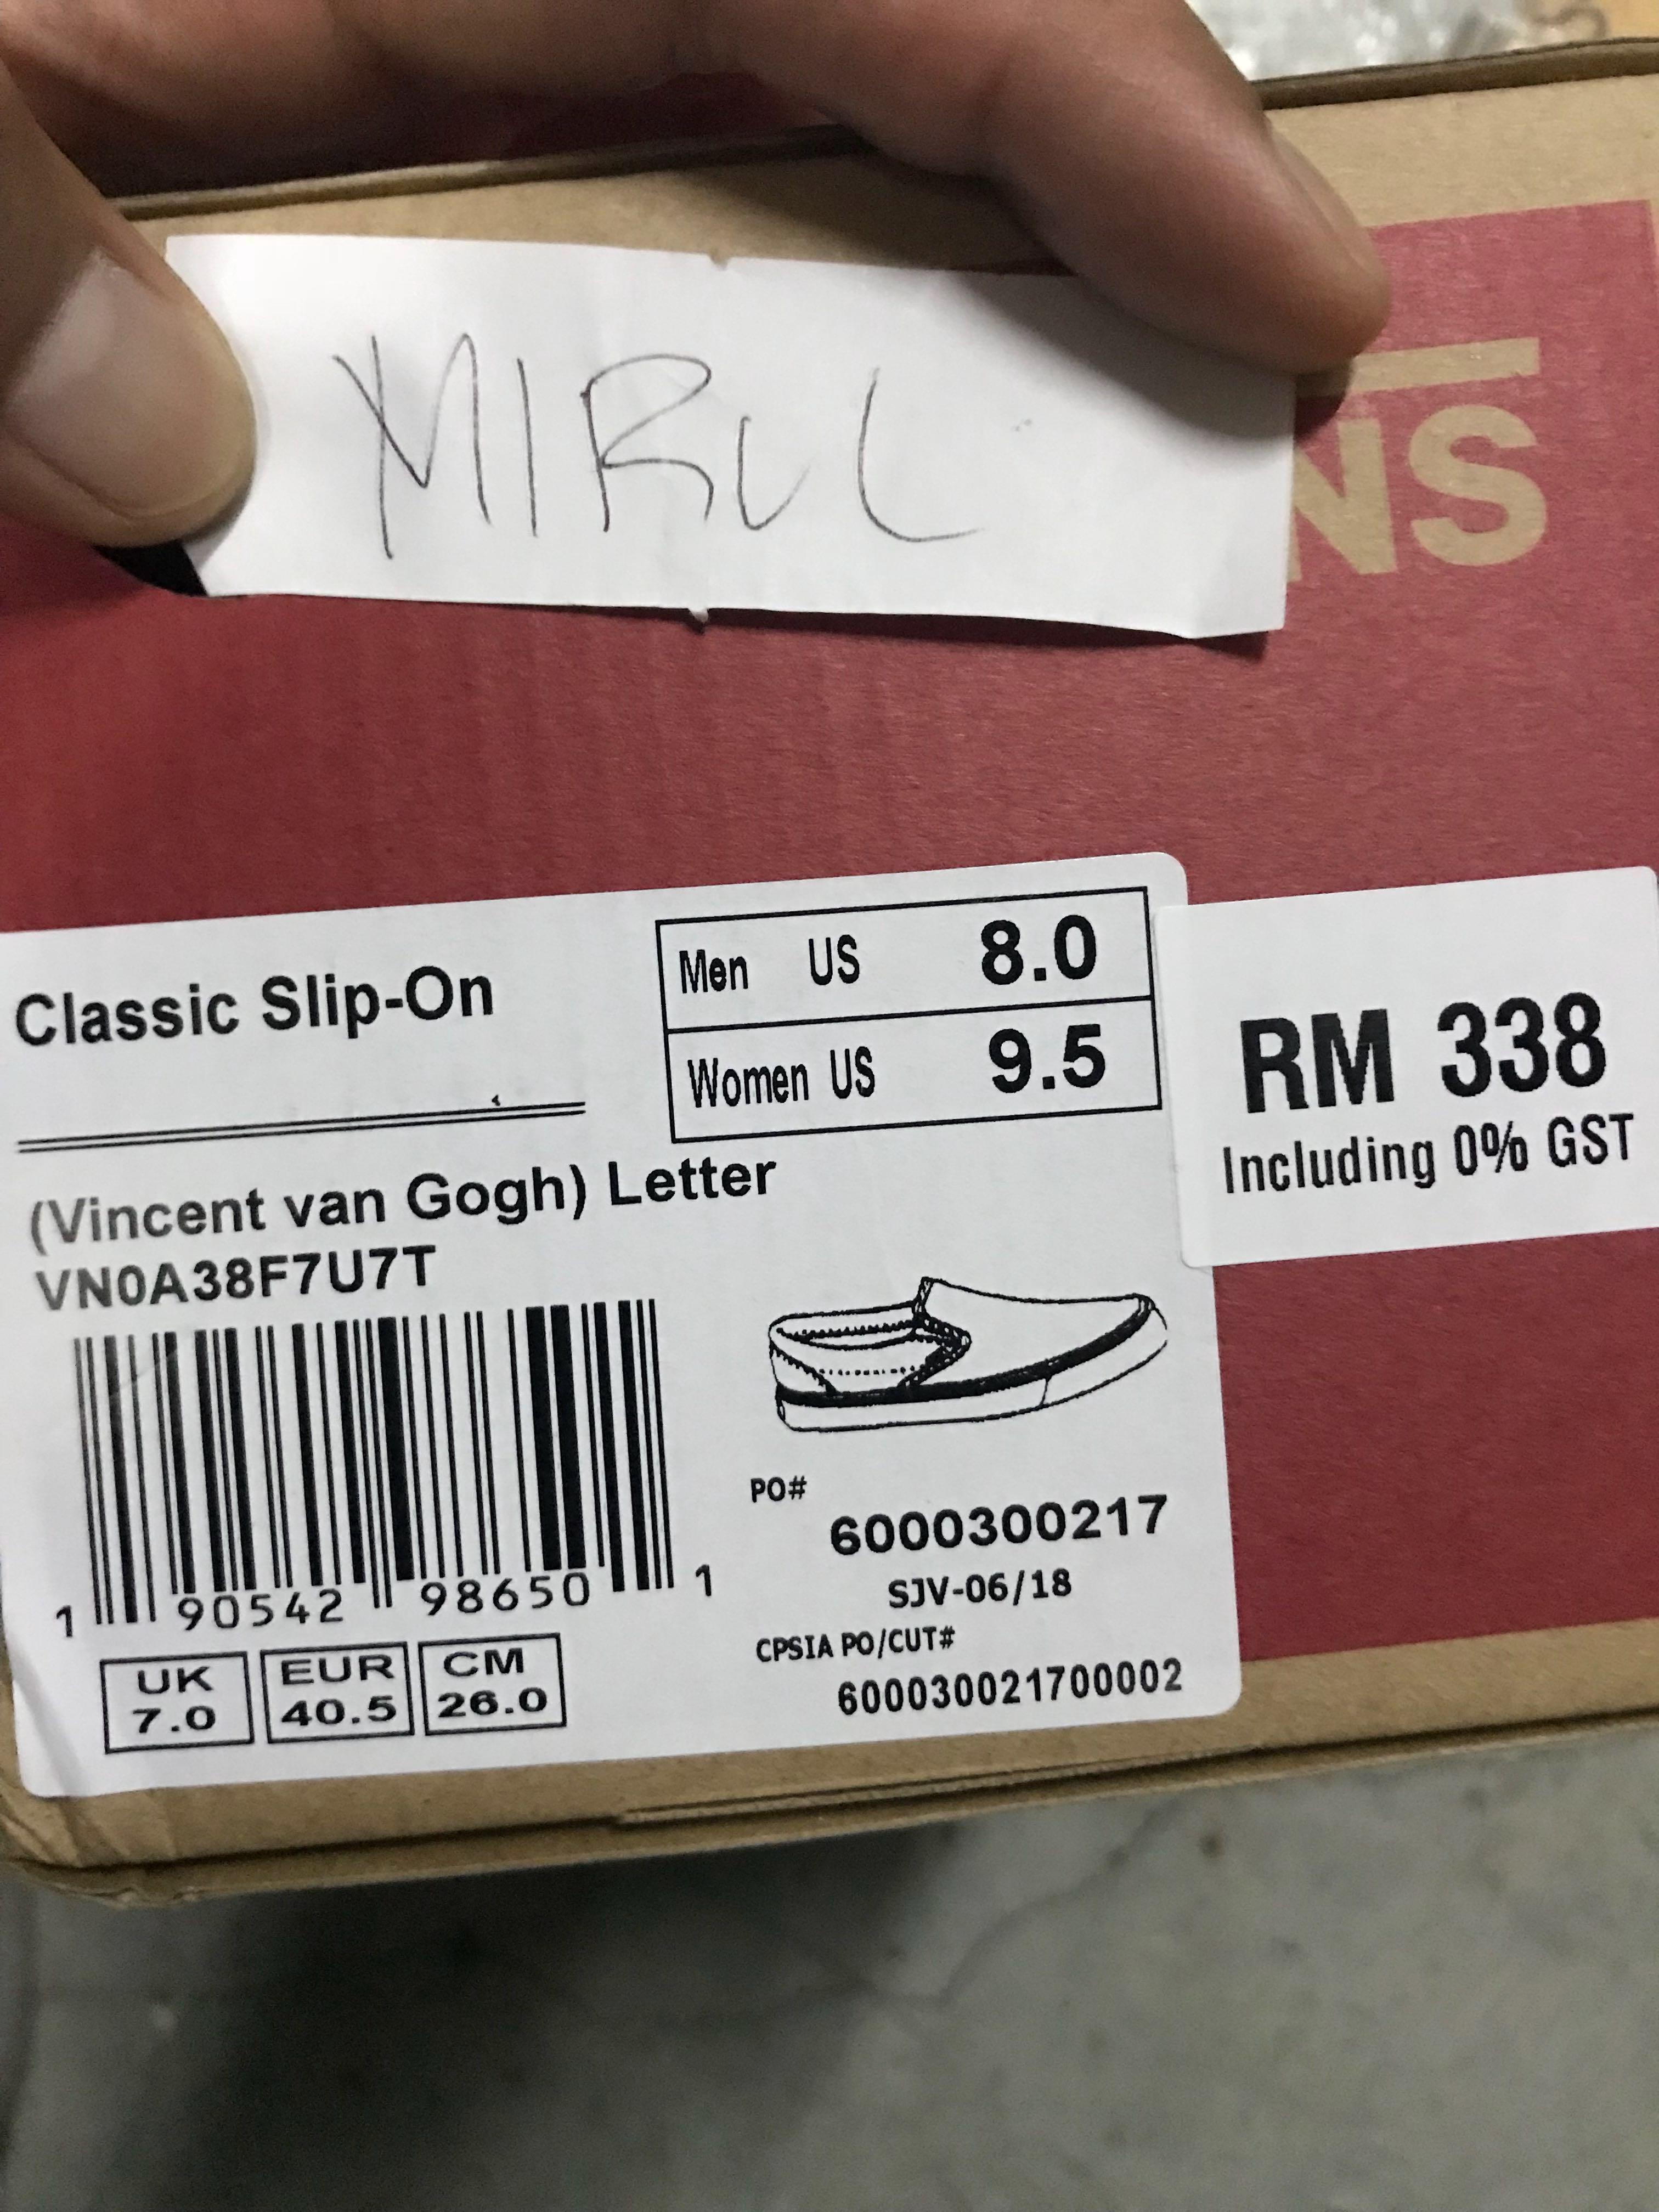 MIRUL
NS
Classic Slip-On
Men US 8.0
Women US 9.5
RM 338
Including 0% GST
(Vincent van Gogh) Letter
VN0A38F7U7T
1 90542 98650 1
PO#
6000300217
SJV-06/18
CPSIA PO/CUT#
600030021700002
UK
7.0
EUR
40.5
CM
26.0